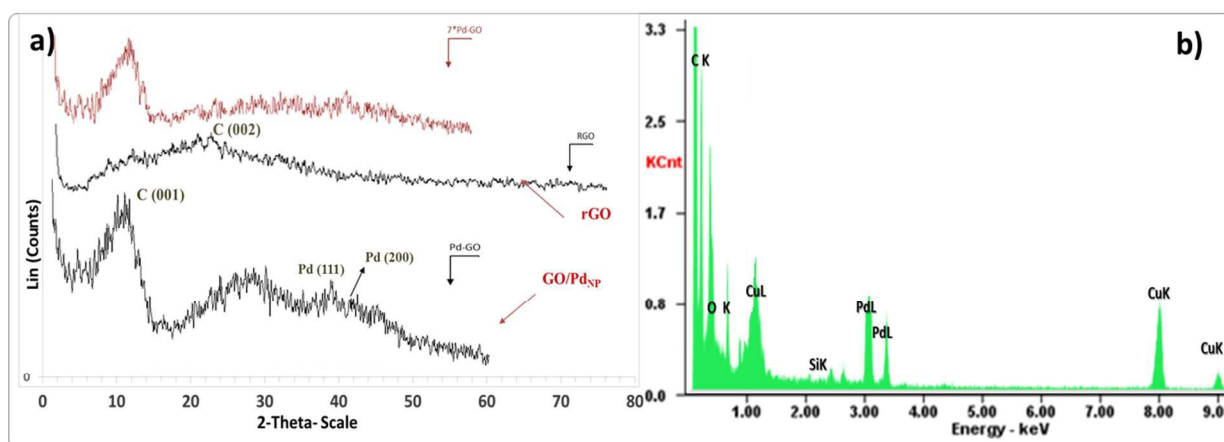 a)
7*Pd-GO
C (002)
RGO
rGO
C (001)
Pd-GO
Pd (111)
Pd (200)
GO/PdNP
Lin (Counts)
0
0 10 20 30 40 50 60 70 80
2-Theta- Scale
b)
3.3
2.5
KCnt
1.7
0.8
0.0
C K
O K
CuL
SiK
PdL
PdL
CuK
CuK
1.00 2.00 3.00 4.00 5.00 6.00 7.00 8.00 9.0
Energy - keV